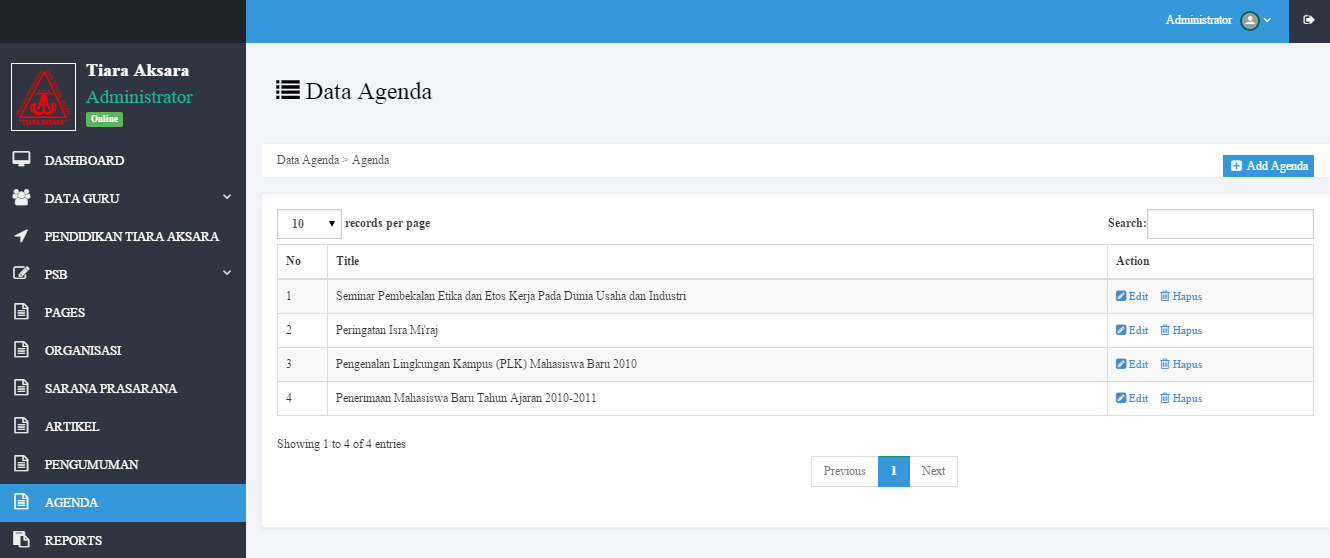 Administrator
Tiara Aksara
Administrator
Online
"TIARA AKSARA"
DASHBOARD
DATA GURU
PENDIDIKAN TIARA AKSARA
PSB
PAGES
ORGANISASI
SARANA PRASARANA
ARTIKEL
PENGUMUMAN
AGENDA
REPORTS
Data Agenda
Data Agenda > Agenda
Add Agenda
10 records per page Search:
No Title Action
1 Seminar Pembekalan Etika dan Etos Kerja Pada Dunia Usaha dan Industri Edit Hapus
2 Peringatan Isra Mi'raj Edit Hapus
3 Pengenalan Lingkungan Kampus (PLK) Mahasiswa Baru 2010 Edit Hapus
4 Penerimaan Mahasiswa Baru Tahun Ajaran 2010-2011 Edit Hapus
Showing 1 to 4 of 4 entries
Previous 1 Next